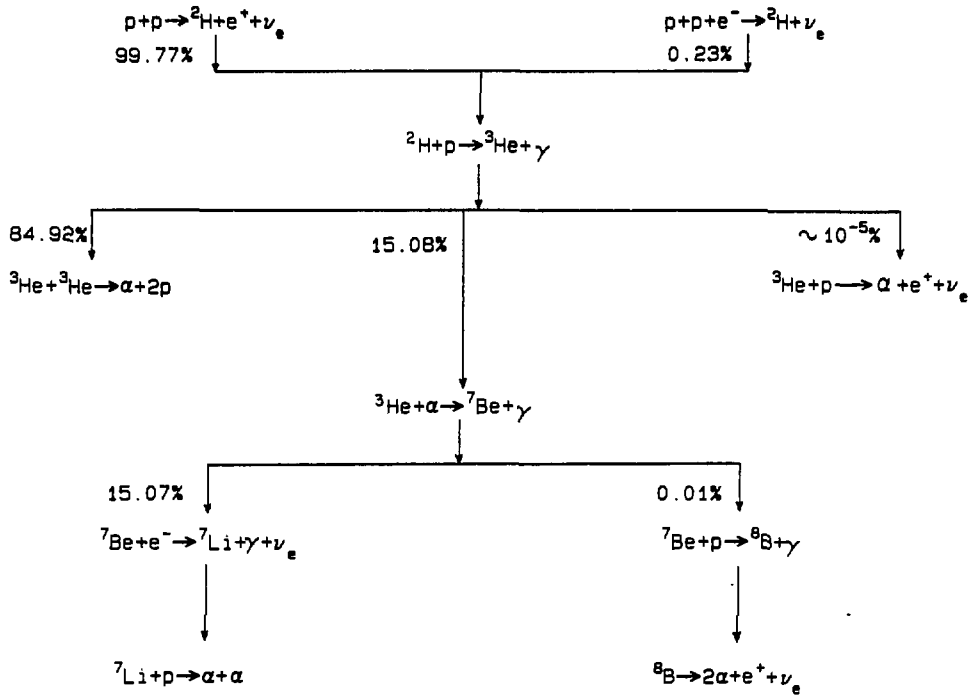 p+p→²H+e⁺+νₑ
p+p+e⁻→²H+νₑ
99.77%
0.23%
²H+p→³He+γ
84.92%
15.08%
~10⁻⁵%
³He+³He→α+2p
³He+p→α+e⁺+νₑ
³He+α→⁷Be+γ
15.07%
0.01%
⁷Be+e⁻→⁷Li+γ+νₑ
⁷Be+p→⁸B+γ
⁷Li+p→α+α
⁸B→2α+e⁺+νₑ